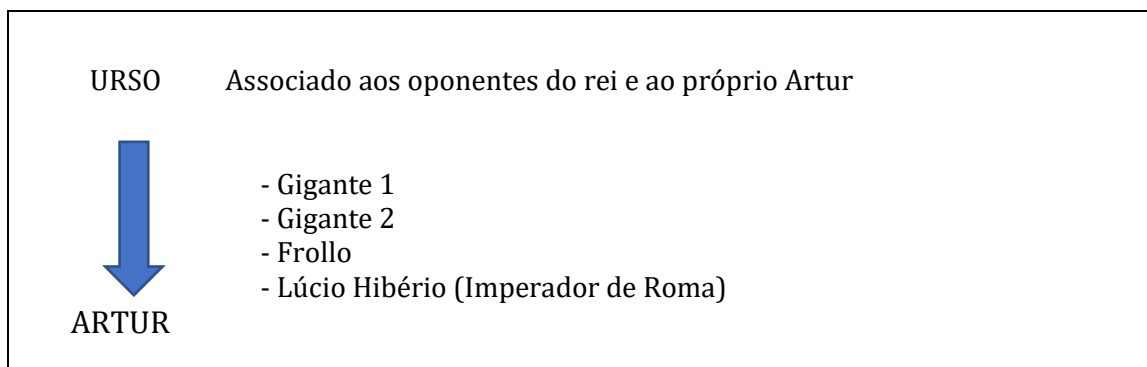 URSO Associado aos oponentes do rei e ao próprio Artur
- Gigante 1
- Gigante 2
- Frollo
- Lúcio Hibério (Imperador de Roma)
ARTUR